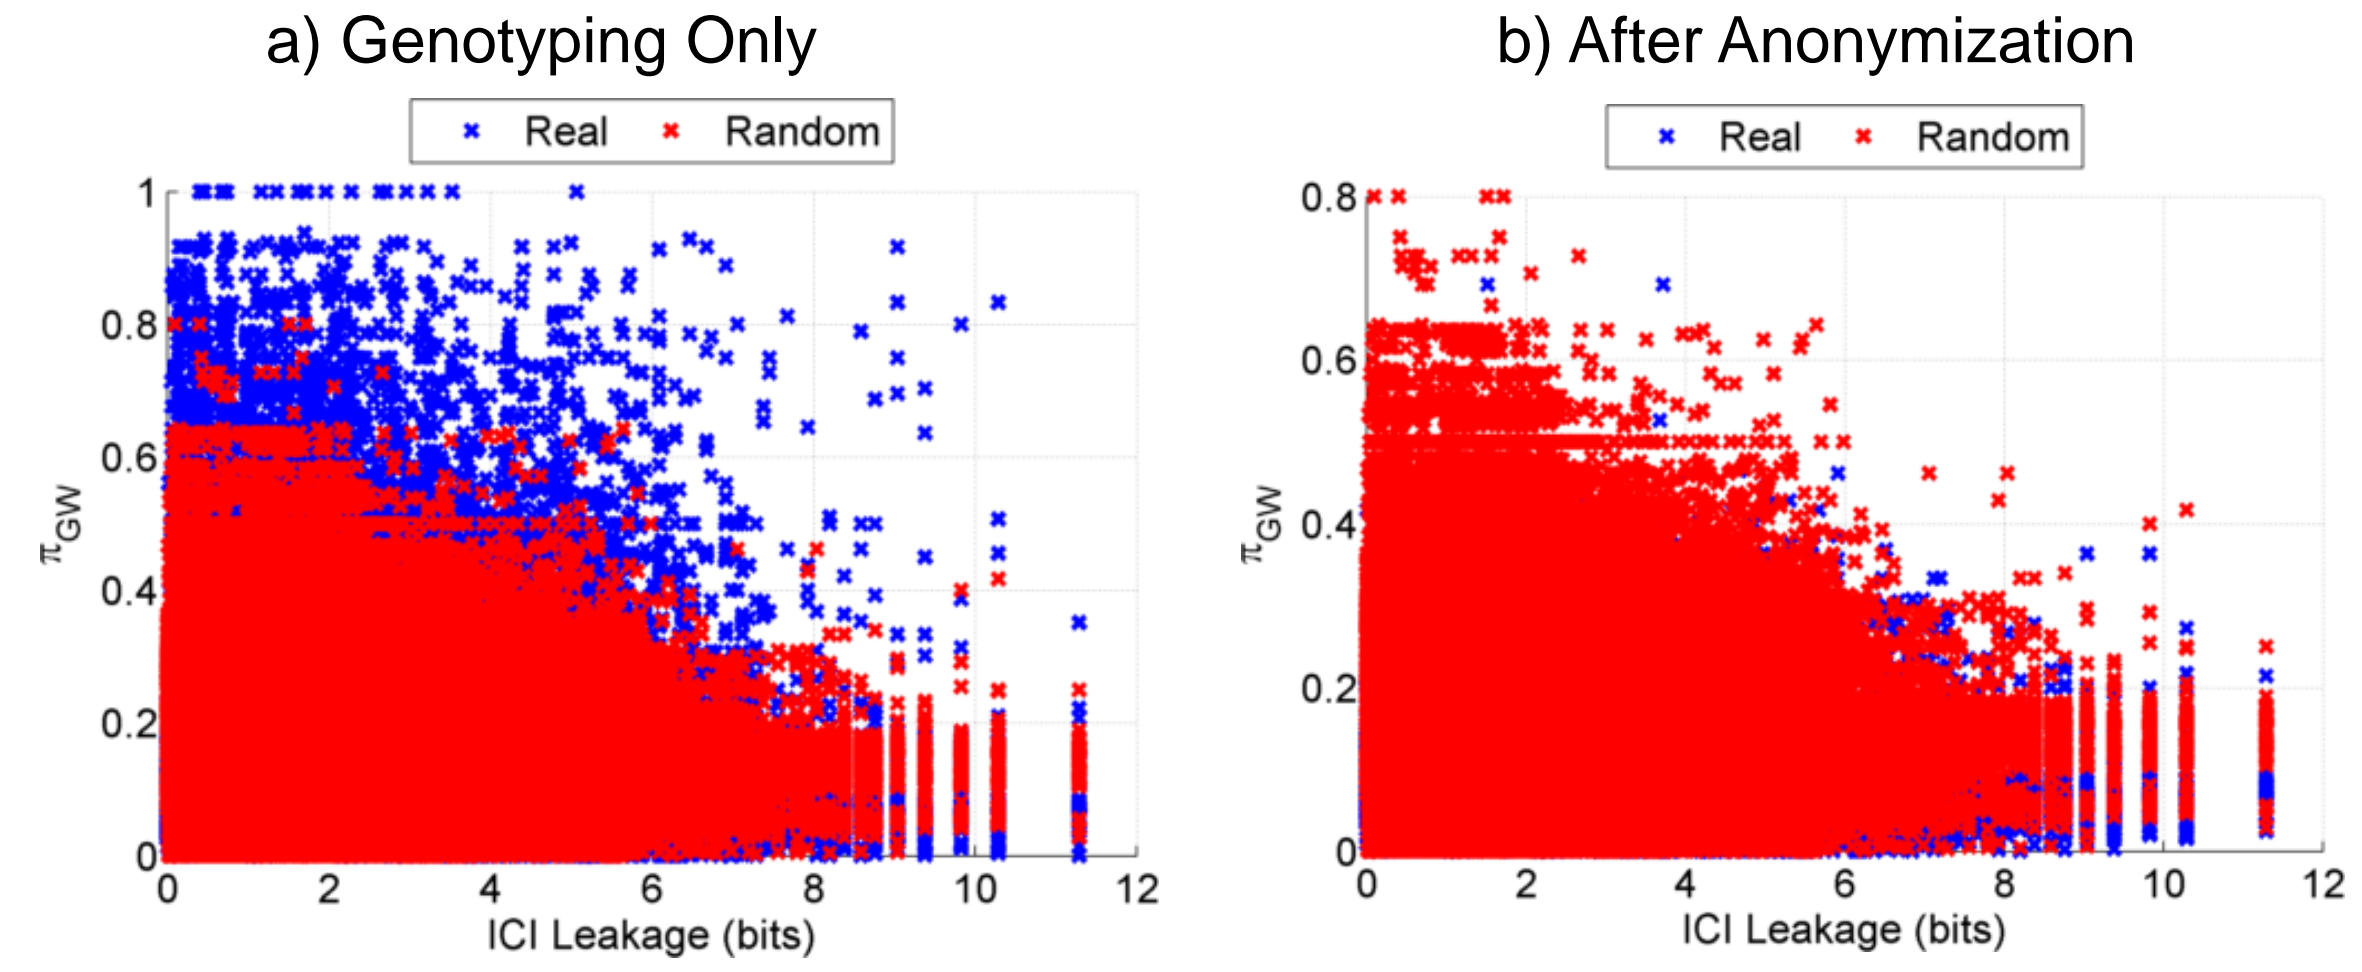 a) Genotyping Only
Real Random
1
0.8
0.6
0.4
0.2
0
πGW
0 2 4 6 8 10 12
ICI Leakage (bits)
b) After Anonymization
Real Random
0.8
0.6
0.4
0.2
0
πGW
0 2 4 6 8 10 12
ICI Leakage (bits)